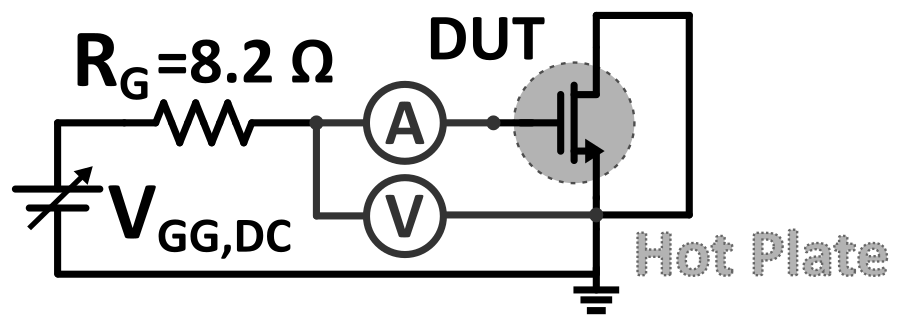 DUT
R_G=8.2 Ω
A
V_GG,DC
V
Hot Plate